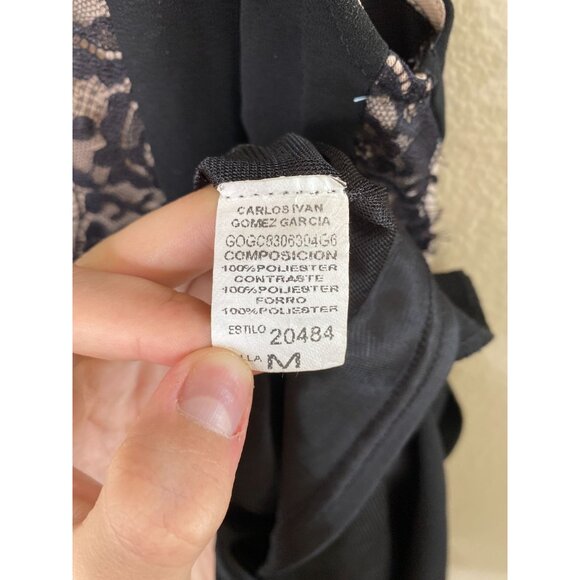 CARLOS IVAN
GOMEZ GARCIA
GOGC8306304G6
COMPOSICION
100%POLIESTER
CONTRASTE
100%POLIESTER
FORRO
100%POLIESTER
ESTILO 20484
M